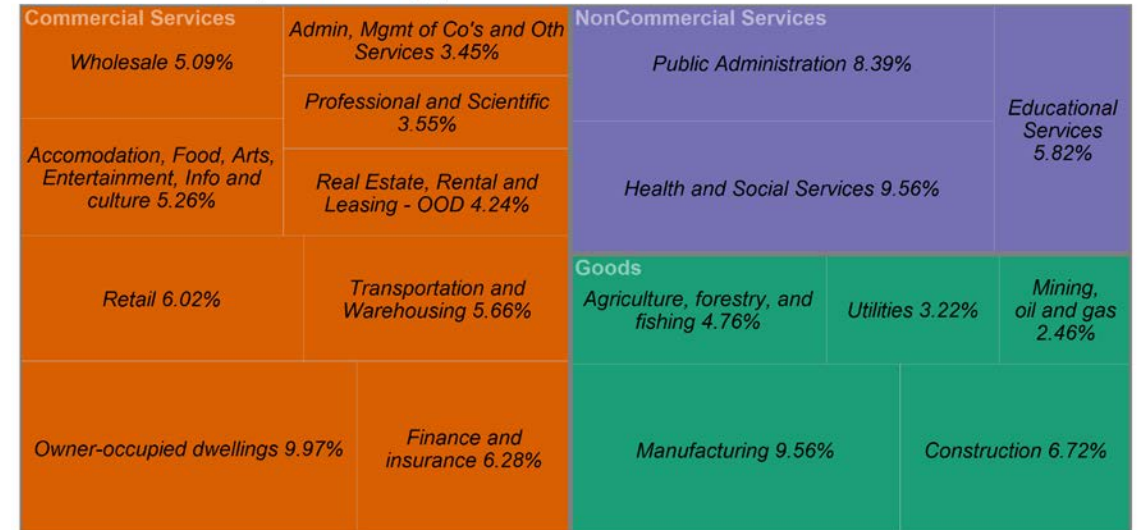 Commercial Services
Wholesale 5.09%
Admin, Mgmt of Co's and Oth
Services 3.45%
Professional and Scientific
3.55%
Accomodation, Food, Arts,
Entertainment, Info and
culture 5.26%
Real Estate, Rental and
Leasing - OOD 4.24%
Retail 6.02%
Transportation and
Warehousing 5.66%
Owner-occupied dwellings 9.97%
Finance and
insurance 6.28%
NonCommercial Services
Public Administration 8.39%
Health and Social Services 9.56%
Educational
Services
5.82%
Goods
Agriculture, forestry, and
fishing 4.76%
Utilities 3.22%
Mining,
oil and gas
2.46%
Manufacturing 9.56%
Construction 6.72%